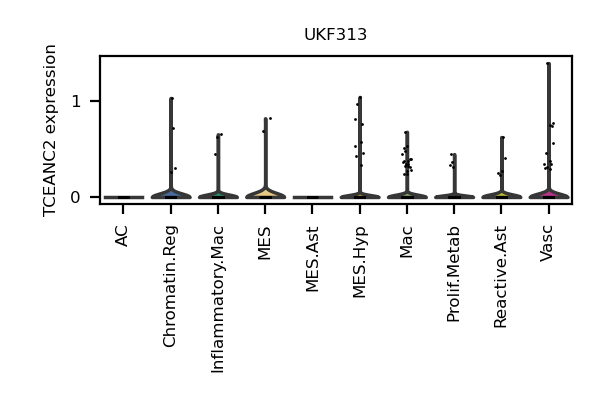 UKF313
TCEANC2 expression
1
0
AC
Chromatin.Reg
Inflammatory.Mac
MES
MES.Ast
MES.Hyp
Mac
Prolif.Metab
Reactive.Ast
Vasc